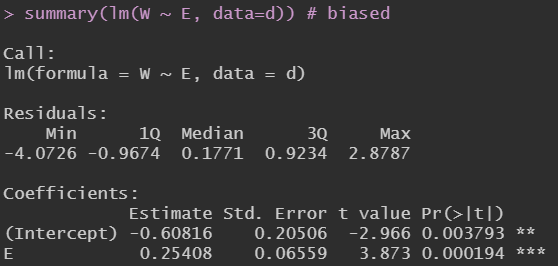 > summary(lm(W ~ E, data=d)) # biased
Call:
lm(formula = W ~ E, data = d)
Residuals:
    Min      1Q  Median      3Q     Max
-4.0726 -0.9674  0.1771  0.9234  2.8787
Coefficients:
            Estimate Std. Error t value Pr(>|t|)
(Intercept) -0.60816    0.20506  -2.966 0.003793 **
E            0.25408    0.06559   3.873 0.000194 ***